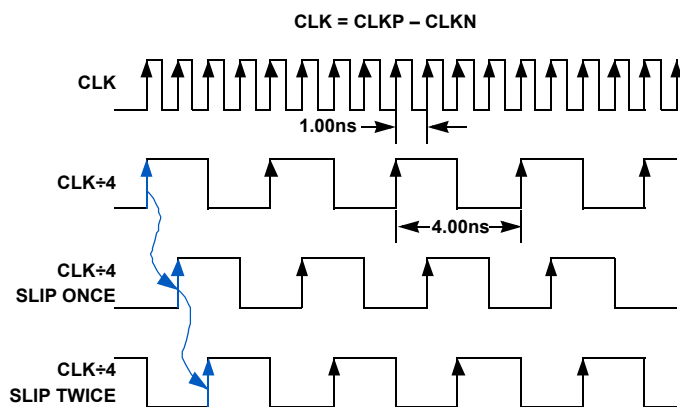 CLK = CLKP – CLKN
CLK
1.00ns
CLK÷4
4.00ns
CLK÷4
SLIP ONCE
CLK÷4
SLIP TWICE